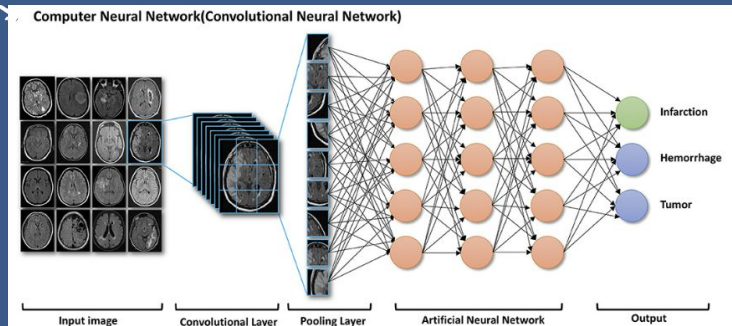 Computer Neural Network(Convolutional Neural Network)
Infarction
Hemorrhage
Tumor
Input image
Convolutional Layer
Pooling Layer
Artificial Neural Network
Output